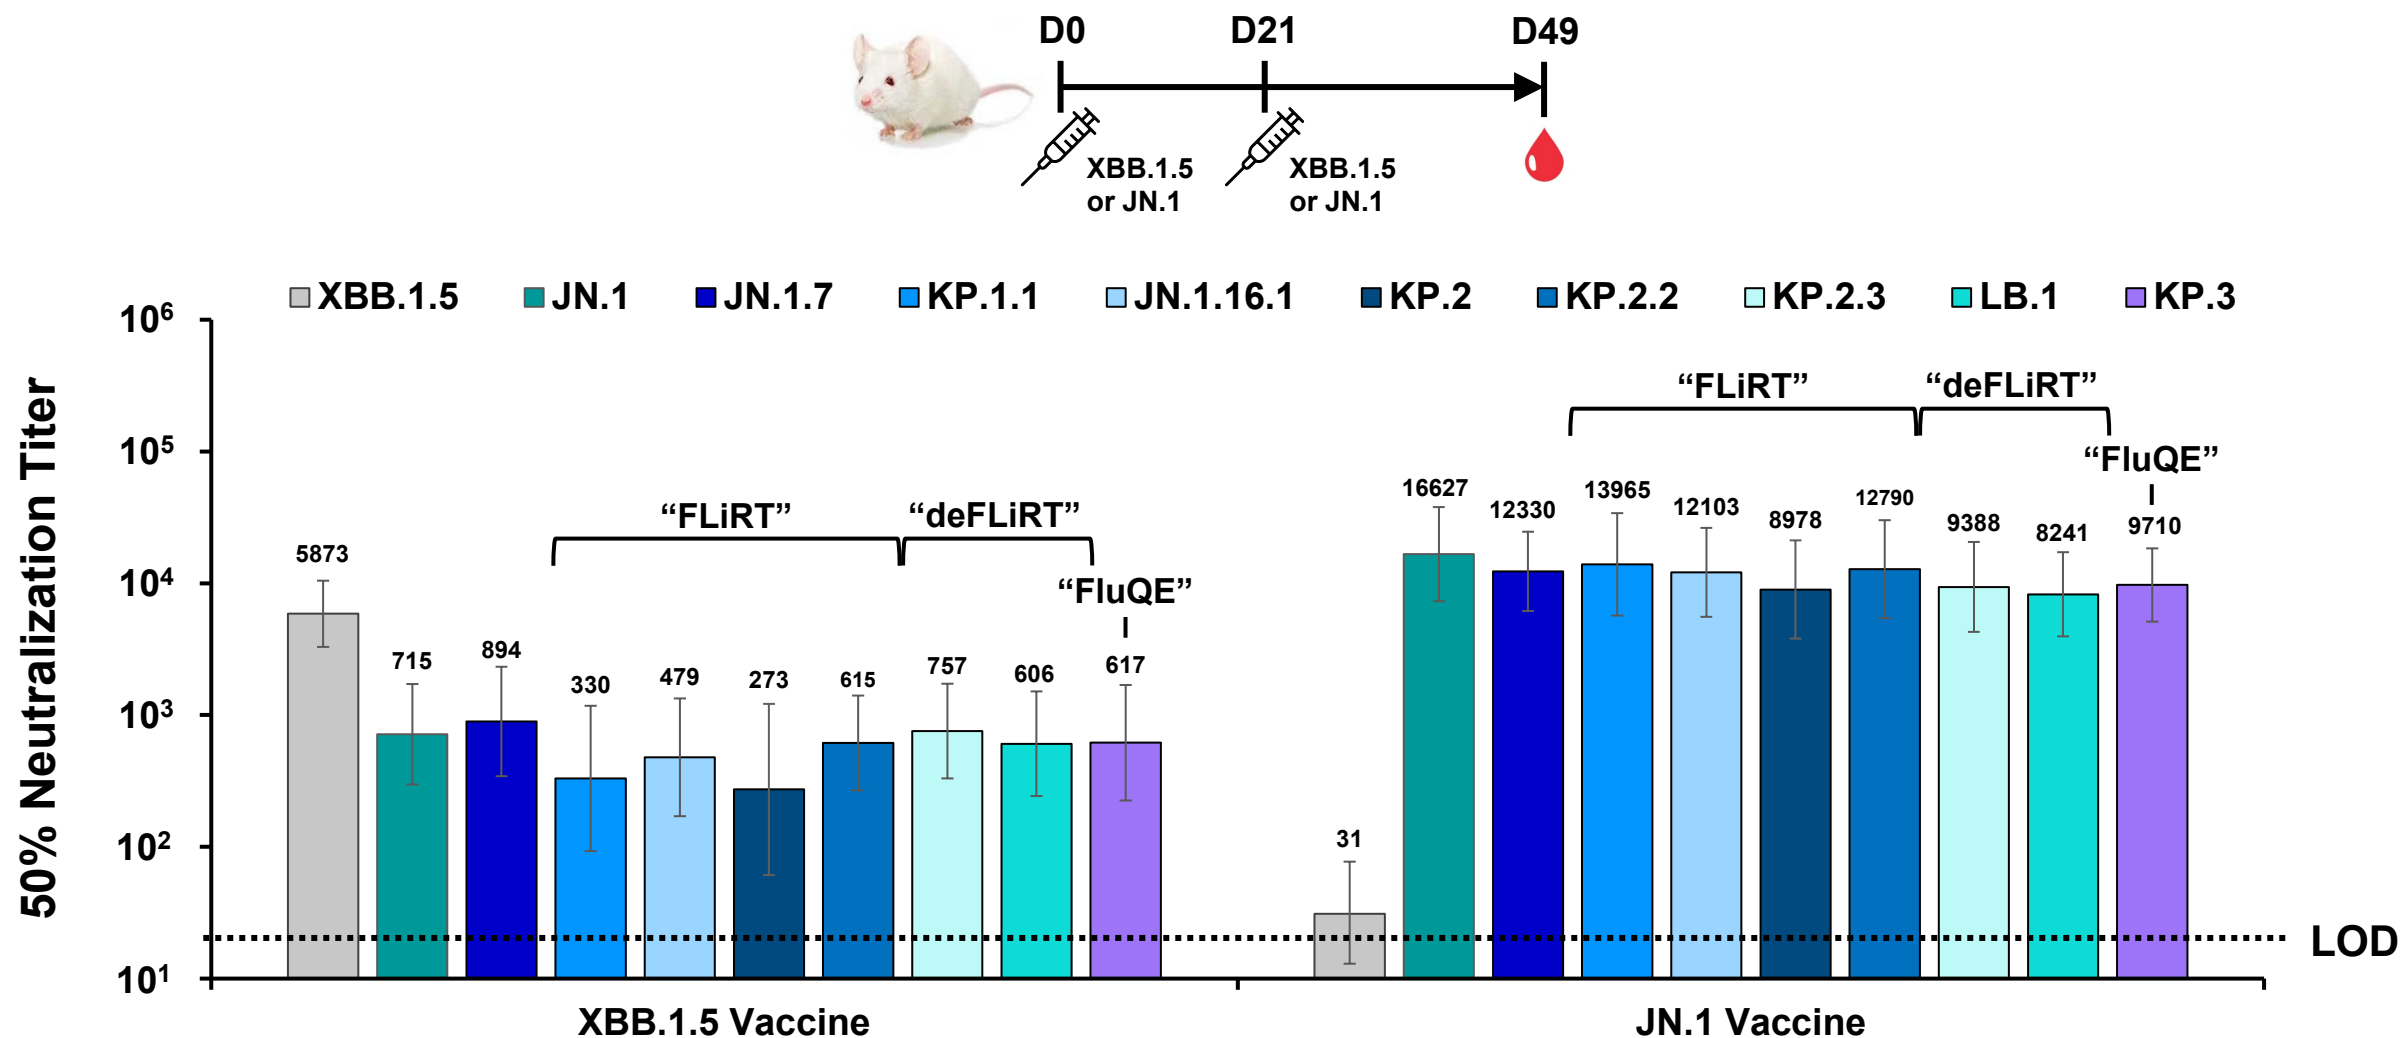 D0 D21 D49
XBB.1.5
or JN.1
XBB.1.5
or JN.1
XBB.1.5 JN.1 JN.1.7 KP.1.1 JN.1.16.1 KP.2 KP.2.2 KP.2.3 LB.1 KP.3
50% Neutralization Titer
10⁶
10⁵
10⁴
10³
10²
10¹
“FLiRT” “deFLiRT”
“FluQE”
5873 715 894 330 479 273 615 757 606 617
“FLiRT” “deFLiRT”
“FluQE”
31 16627 12330 13965 12103 8978 12790 9388 8241 9710
LOD
XBB.1.5 Vaccine
JN.1 Vaccine